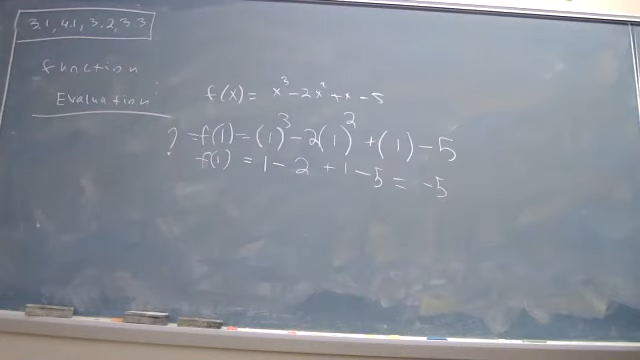 3.1, 4.1, 3.2, 3.3
function
Evaluation
f(x) = x³ - 2x² + x - 5
? = f(1) = (1)³ - 2(1)² + (1) - 5
f(1) = 1 - 2 + 1 - 5 = -5